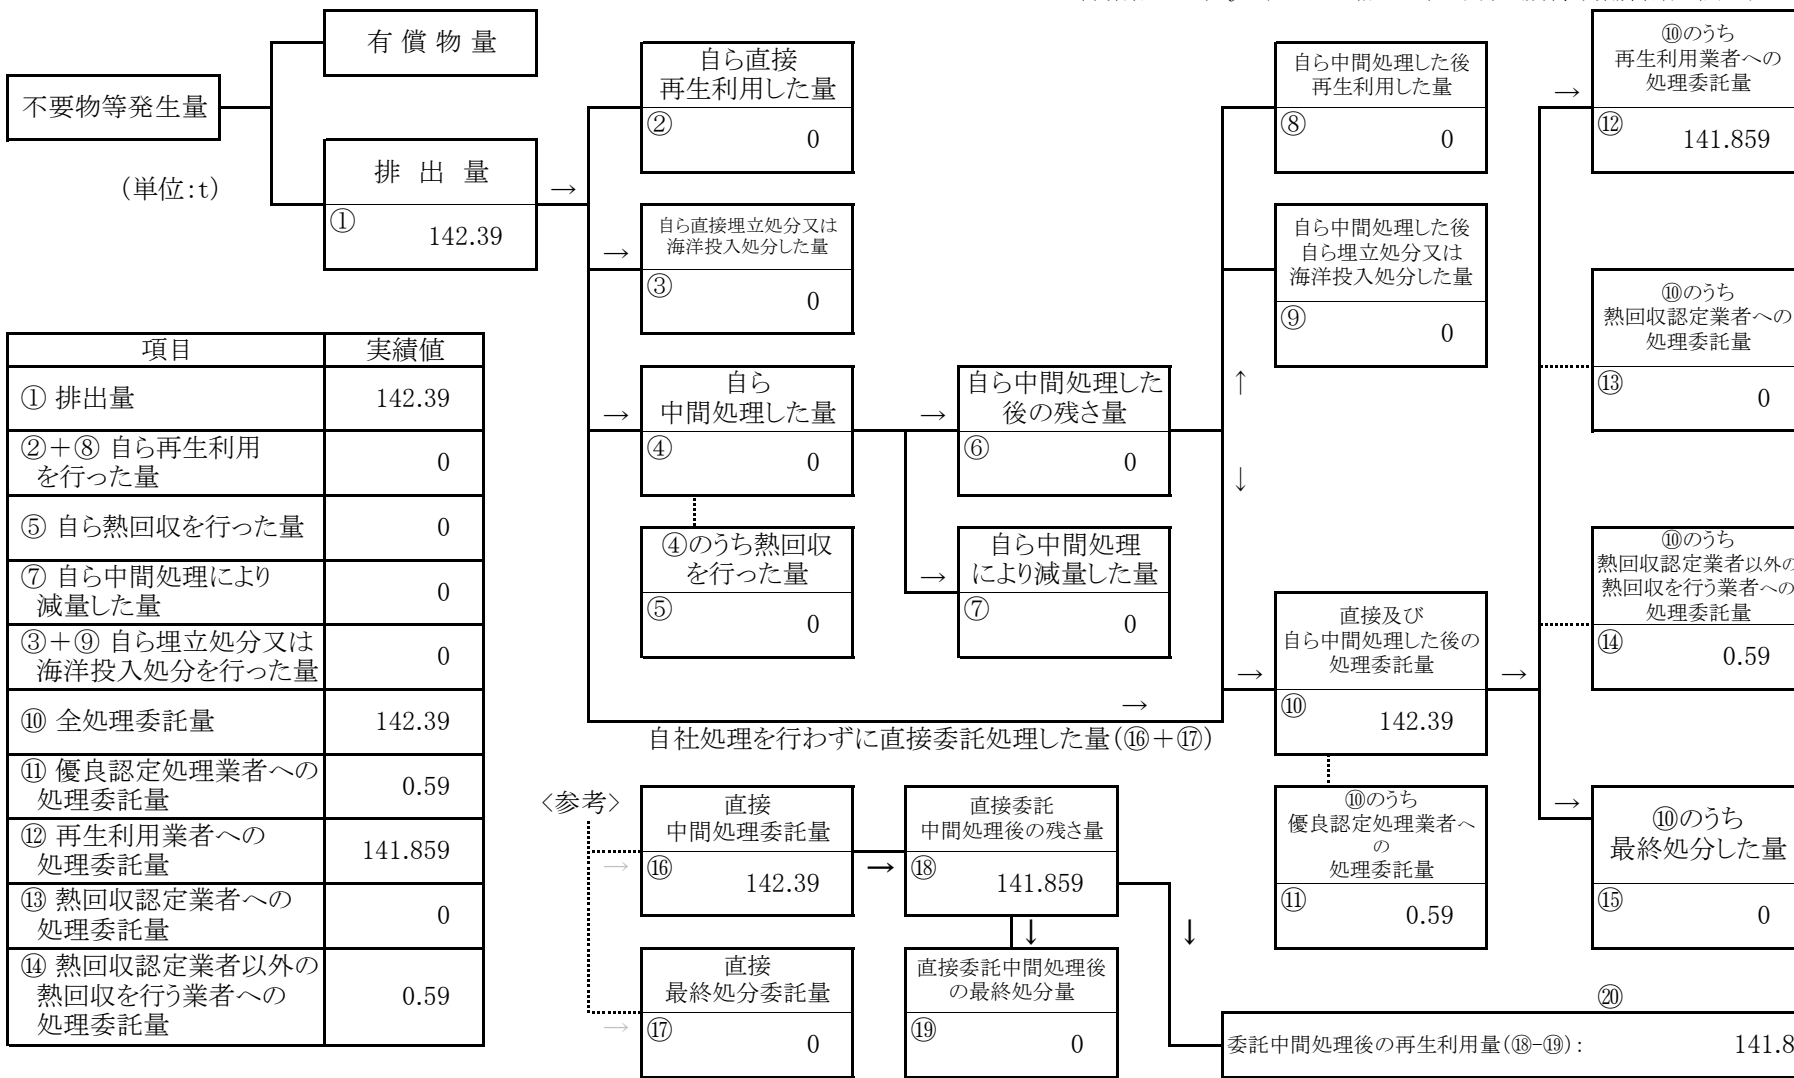 有 償 物 量
不要物等発生量
(単位:t)
排 出 量
①
142.39
→
自ら直接
再生利用した量
②
0
→
自ら直接埋立処分又は
海洋投入処分した量
③
0
→
自ら
中間処理した量
④
0
④のうち熱回収
を行った量
⑤
0
→
自ら中間処理した
後の残さ量
⑥
0
→
自ら中間処理
により減量した量
⑦
0
↑
↓
自ら中間処理した後
再生利用した量
⑧
0
自ら中間処理した後
自ら埋立処分又は
海洋投入処分した量
⑨
0
→
直接及び
自ら中間処理した後の
処理委託量
⑩
142.39
⑩のうち
優良認定処理業者へ
の
処理委託量
⑪
0.59
→
→
⑩のうち
再生利用業者への
処理委託量
⑫
141.859
⑩のうち
熱回収認定業者への
処理委託量
⑬
0
⑩のうち
熱回収認定業者以外の
熱回収を行う業者への
処理委託量
⑭
0.59
→
⑩のうち
最終処分した量
⑮
0
→
自社処理を行わずに直接委託処理した量(⑯+⑰)
項目 実績値
① 排出量 142.39
②+⑧ 自ら再生利用
を行った量 0
⑤ 自ら熱回収を行った量 0
⑦ 自ら中間処理により
減量した量 0
③+⑨ 自ら埋立処分又は
海洋投入処分を行った量 0
⑩ 全処理委託量 142.39
⑪ 優良認定処理業者への
処理委託量 0.59
⑫ 再生利用業者への
処理委託量 141.859
⑬ 熱回収認定業者への
処理委託量 0
⑭ 熱回収認定業者以外の
熱回収を行う業者への
処理委託量 0.59
〈参考〉
→
直接
中間処理委託量
⑯
142.39
→
直接委託
中間処理後の残さ量
⑱
141.859
→
直接
最終処分委託量
⑰
0
↓
直接委託中間処理後
の最終処分量
⑲
0
↓
⑳
委託中間処理後の再生利用量(⑱-⑲): 141.8